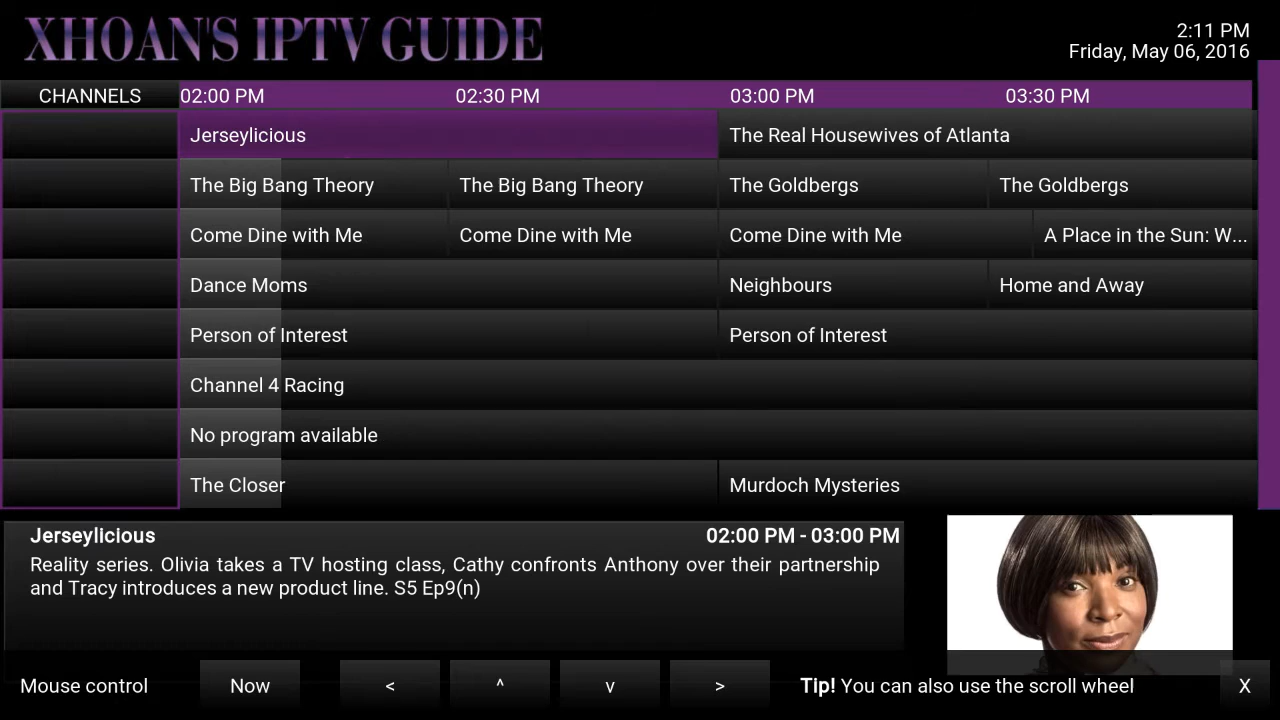 XHOAN'S IPTV GUIDE
2:11 PM
Friday, May 06, 2016
CHANNELS 02:00 PM 02:30 PM 03:00 PM 03:30 PM
Jerseylicious The Real Housewives of Atlanta
The Big Bang Theory The Big Bang Theory The Goldbergs The Goldbergs
Come Dine with Me Come Dine with Me Come Dine with Me A Place in the Sun: W...
Dance Moms Neighbours Home and Away
Person of Interest Person of Interest
Channel 4 Racing
No program available
The Closer Murdoch Mysteries
Jerseylicious 02:00 PM - 03:00 PM
Reality series. Olivia takes a TV hosting class, Cathy confronts Anthony over their partnership
and Tracy introduces a new product line. S5 Ep9(n)
Mouse control Now < ^ v > Tip! You can also use the scroll wheel X